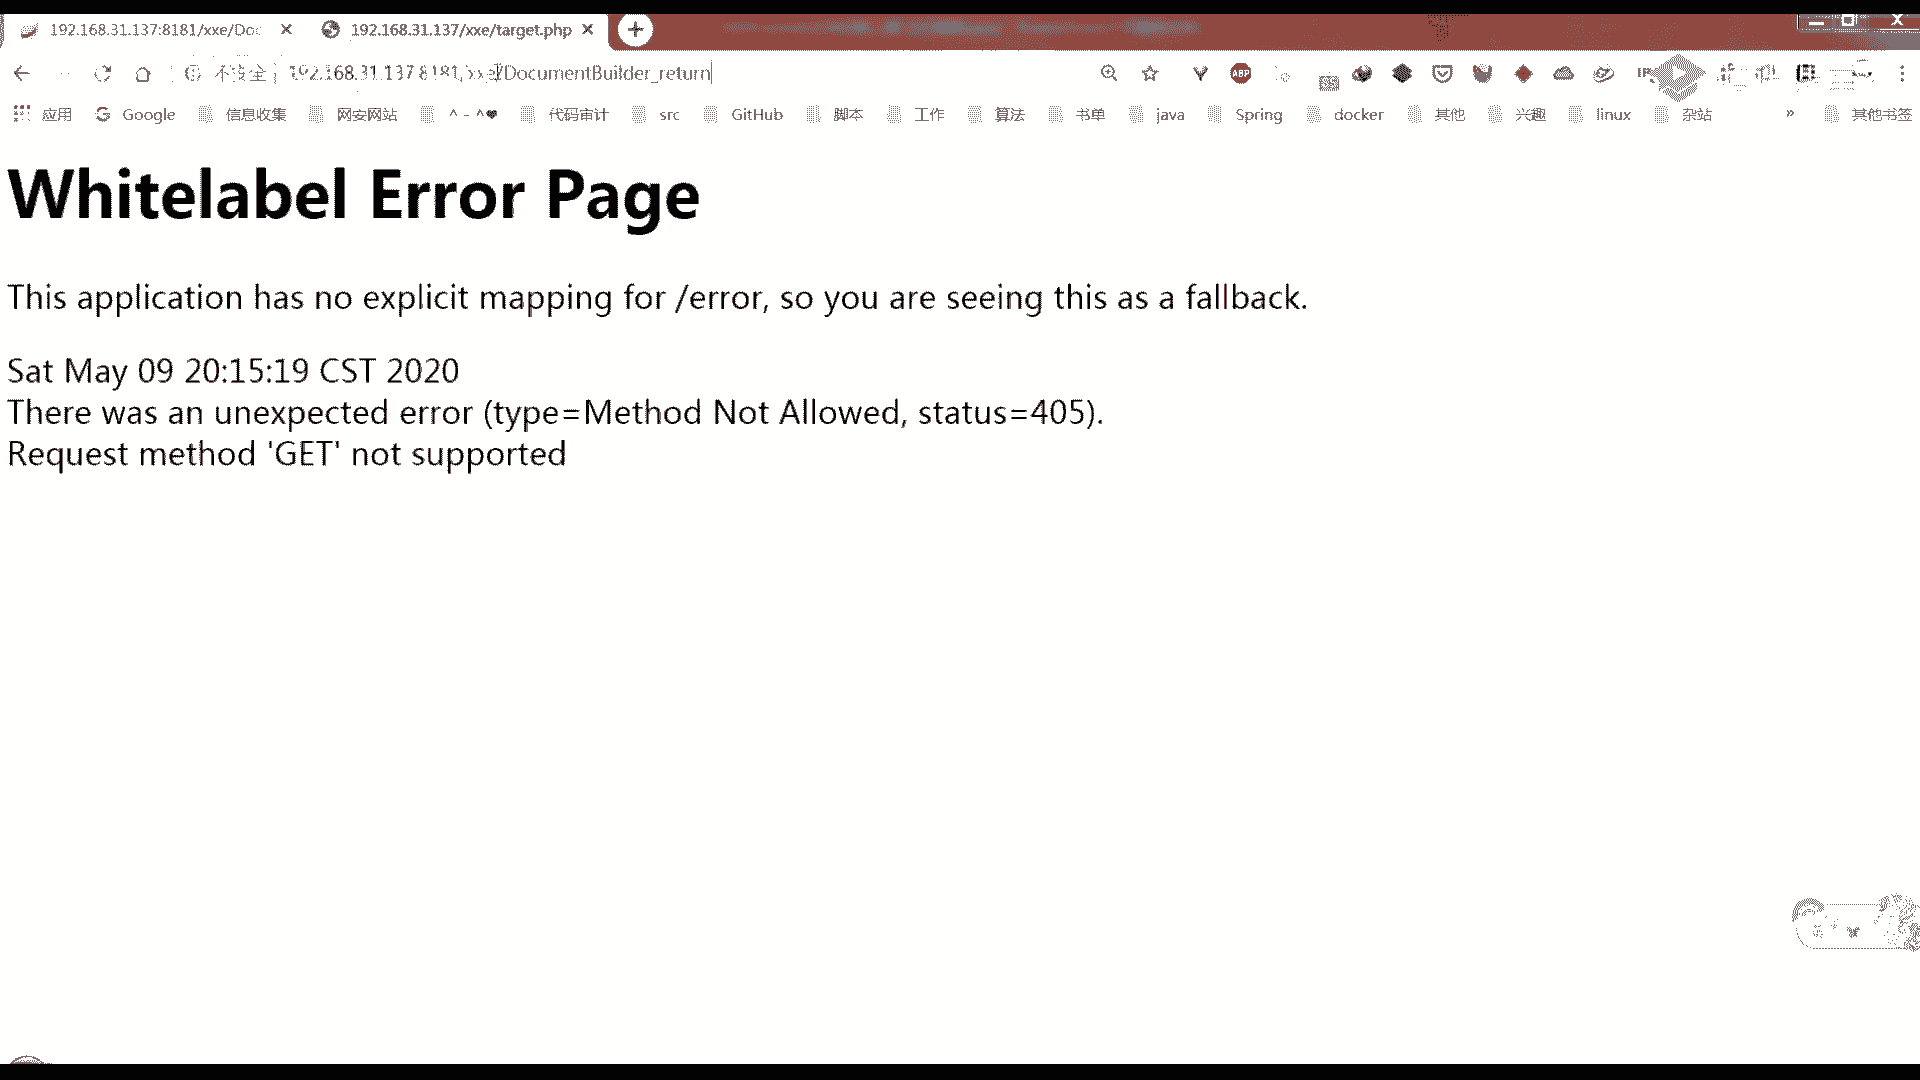 192.168.31.137:8181/xxe/Doc
192.168.31.137/xxe/target.php
不安全 192.168.31.137:8181/xxe/DocumentBuilder_return
ABP
应用 Google 信息收集 网安网站 ^ - ^❤ 代码审计 src GitHub 脚本 工作 算法 书单 java Spring docker 其他 兴趣 linux 杂站 » 其他书签
Whitelabel Error Page
This application has no explicit mapping for /error, so you are seeing this as a fallback.
Sat May 09 20:15:19 CST 2020
There was an unexpected error (type=Method Not Allowed, status=405).
Request method 'GET' not supported